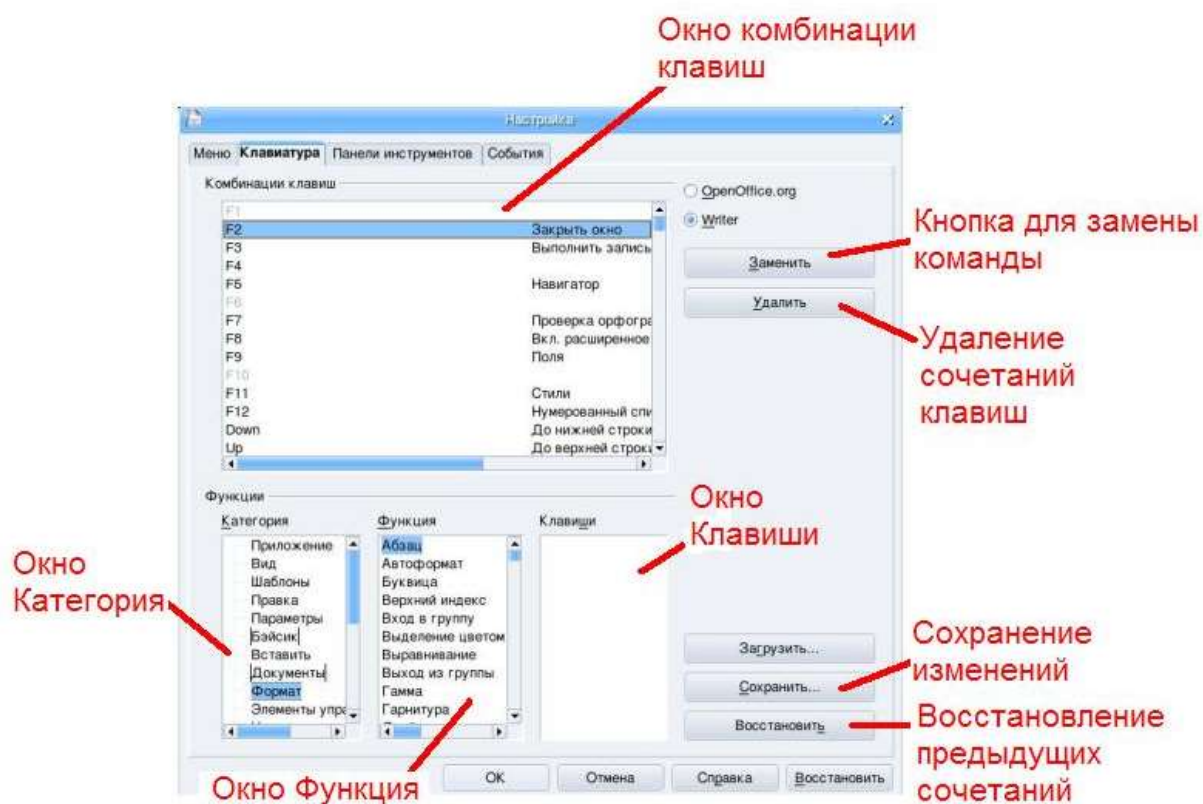 Окно комбинации
клавиш
Настройка
Меню Клавиатура Панели инструментов События
Комбинации клавиш
F1
F2 Закрыть окно
F3 Выполнить запись
F4
F5 Навигатор
F6
F7 Проверка орфогра
F8 Вкл. расширенное
F9 Поля
F10
F11 Стили
F12 Нумерованный спи
Down До нижней строки
Up До верхней строки
OpenOffice.org
Writer
Заменить
Удалить
Кнопка для замены
команды
Удаление
сочетаний
клавиш
Функции
Категория
Приложение
Вид
Шаблоны
Правка
Параметры
Бэйсик
Вставить
Документы
Формат
Элементы упра
Функция
Абзац
Автоформат
Буквица
Верхний индекс
Вход в группу
Выделение цветом
Выравнивание
Выход из группы
Гамма
Гарнитура
Клавиши
Окно
Клавиши
Окно
Категория
Окно Функция
Загрузить...
Сохранить...
Восстановить
Сохранение
изменений
Восстановление
предыдущих
сочетаний
OK Отмена Справка Восстановить